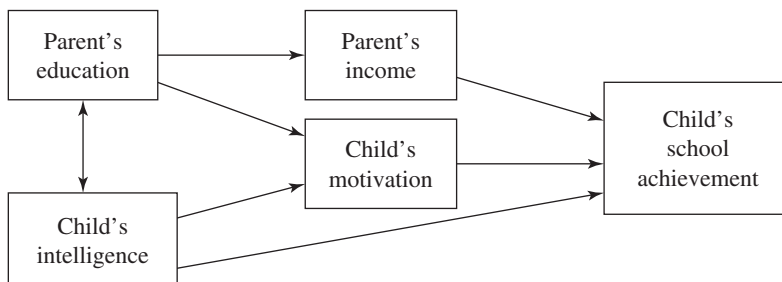 Parent's
education
Parent's
income
Child's
motivation
Child's
school
achievement
Child's
intelligence